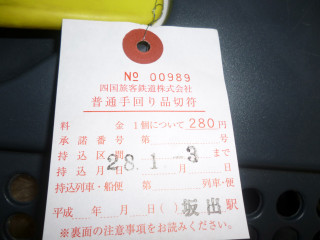 № 00989
四国旅客鉄道株式会社
普通手回り品切符
料 金 1個について 280円
承諾番号 第 号
持込区間 まで
持込月日 月 日
28.1.-3
持込列車・船便 第 列車・便
平成 年 月 日( ) 坂出駅
※裏面の注意事項をお読みください。